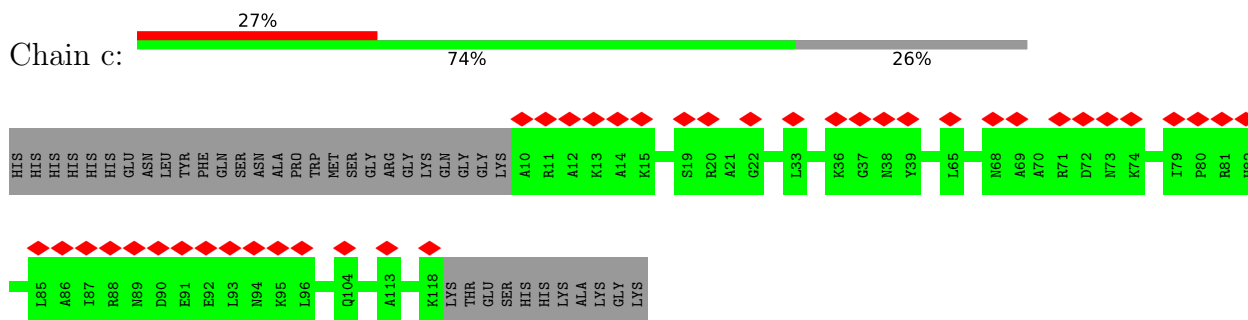 27%
Chain c:
74% 26%
HIS HIS HIS HIS HIS HIS GLU ASN LEU TYR PHE GLN SER ASN ALA PRO TRP MET SER GLY ARG GLY LYS GLN GLY GLY LYS A10 R11 A12 K13 A14 K15 S19 R20 A21 G22 L33 K36 G37 N38 Y39 L65 N68 A69 A70 R71 D72 N73 K74 I79 P80 R81
L85 A86 I87 R88 N89 D90 E91 E92 L93 N94 K95 L96 Q104 A113 K118 LYS THR GLU SER HIS HIS LYS ALA LYS GLY LYS